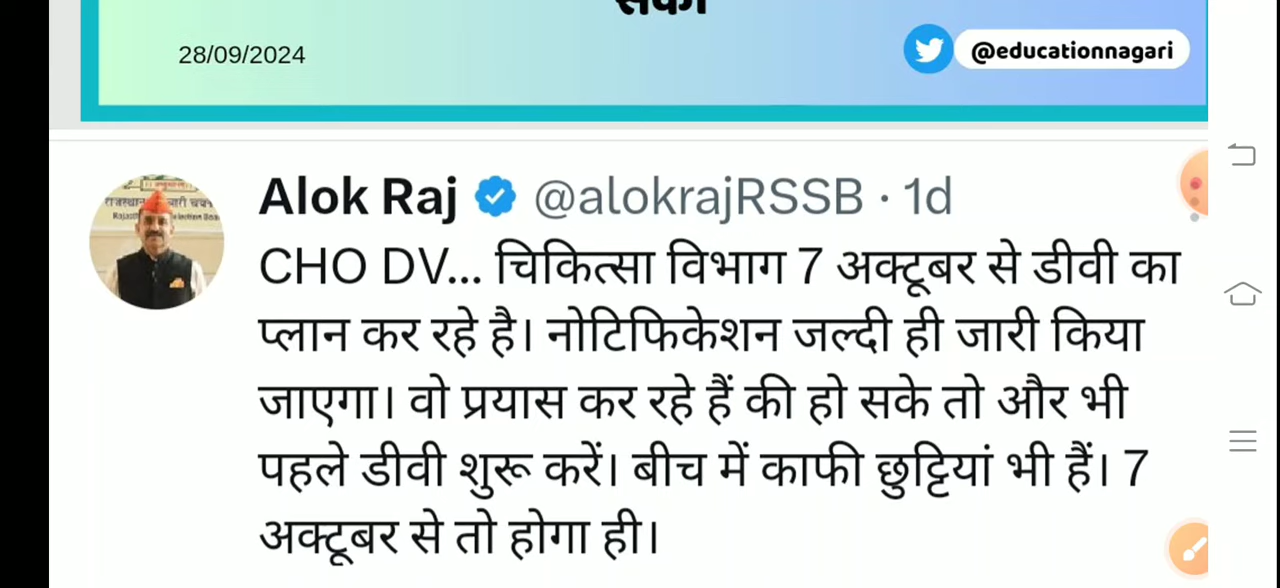 28/09/2024
@educationnagari
Alok Raj @alokrajRSSB · 1d
CHO DV... चिकित्सा विभाग 7 अक्टूबर से डीवी का
प्लान कर रहे है। नोटिफिकेशन जल्दी ही जारी किया
जाएगा। वो प्रयास कर रहे हैं की हो सके तो और भी
पहले डीवी शुरू करें। बीच में काफी छुट्टियां भी हैं। 7
अक्टूबर से तो होगा ही।